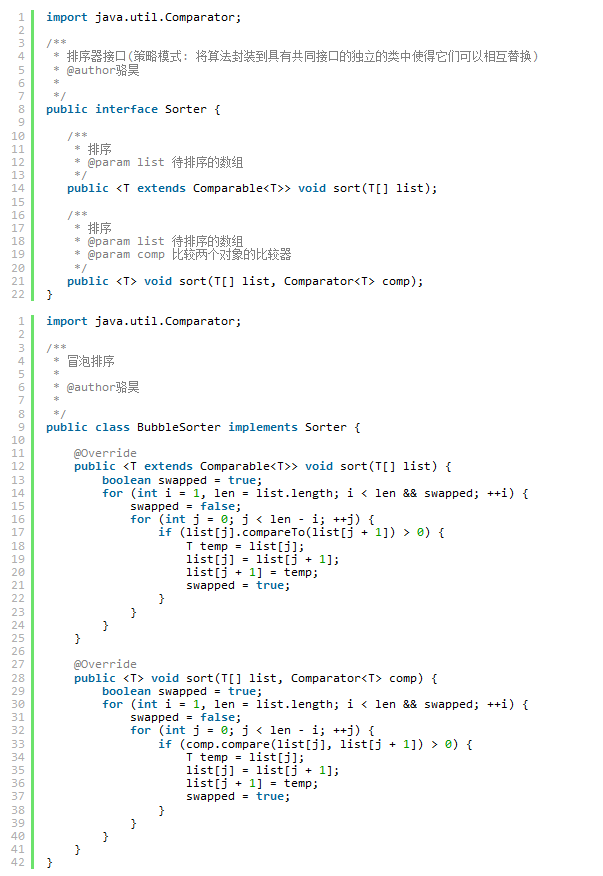 1 import java.util.Comparator;
2
3 /**
4  * 排序器接口(策略模式: 将算法封装到具有共同接口的独立的类中使得它们可以相互替换)
5  * @author骆昊
6  *
7  */
8 public interface Sorter {
9
10    /**
11     * 排序
12     * @param list 待排序的数组
13     */
14    public <T extends Comparable<T>> void sort(T[] list);
15
16    /**
17     * 排序
18     * @param list 待排序的数组
19     * @param comp 比较两个对象的比较器
20     */
21    public <T> void sort(T[] list, Comparator<T> comp);
22 }
1 import java.util.Comparator;
2
3 /**
4  * 冒泡排序
5  *
6  * @author骆昊
7  *
8  */
9 public class BubbleSorter implements Sorter {
10
11     @Override
12     public <T extends Comparable<T>> void sort(T[] list) {
13         boolean swapped = true;
14         for (int i = 1, len = list.length; i < len && swapped; ++i) {
15             swapped = false;
16             for (int j = 0; j < len - i; ++j) {
17                 if (list[j].compareTo(list[j + 1]) > 0) {
18                     T temp = list[j];
19                     list[j] = list[j + 1];
20                     list[j + 1] = temp;
21                     swapped = true;
22                 }
23             }
24         }
25     }
26
27     @Override
28     public <T> void sort(T[] list, Comparator<T> comp) {
29         boolean swapped = true;
30         for (int i = 1, len = list.length; i < len && swapped; ++i) {
31             swapped = false;
32             for (int j = 0; j < len - i; ++j) {
33                 if (comp.compare(list[j], list[j + 1]) > 0) {
34                     T temp = list[j];
35                     list[j] = list[j + 1];
36                     list[j + 1] = temp;
37                     swapped = true;
38                 }
39             }
40         }
41     }
42 }